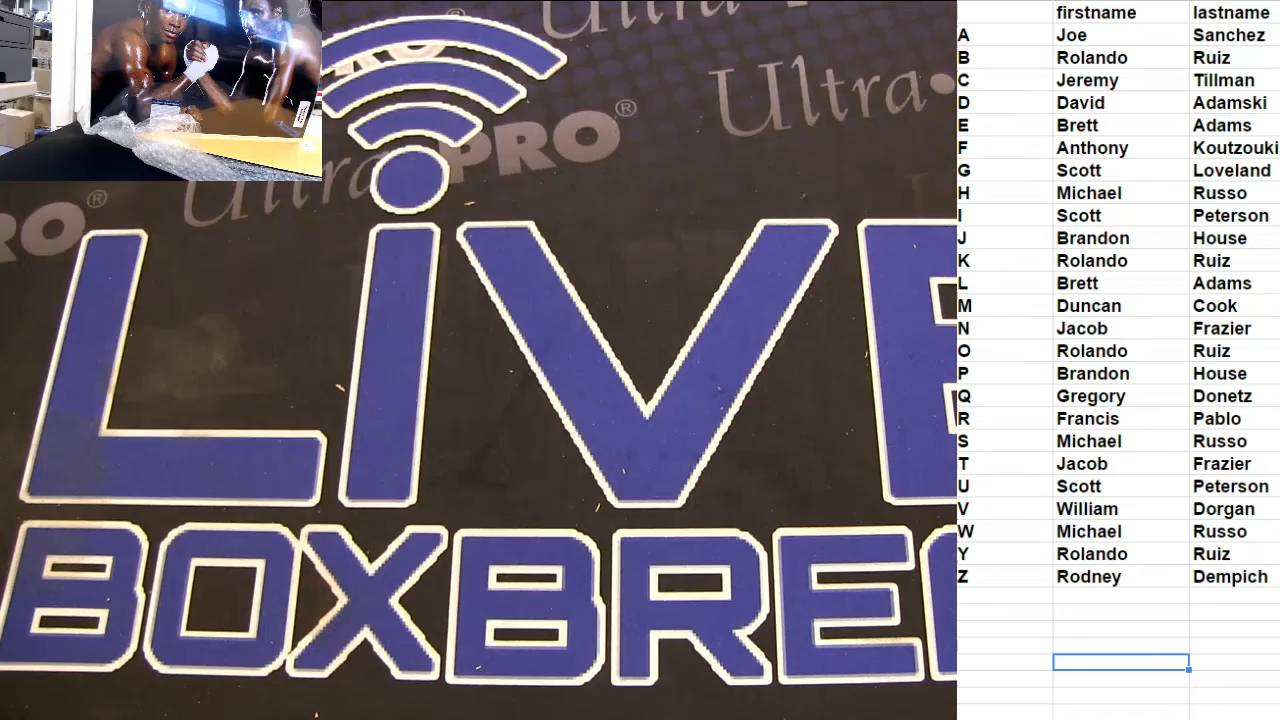 Ultra PRO®
Ultra
PRO®
Ultra
LiVE
BOXBRE
firstname lastname
A Joe Sanchez
B Rolando Ruiz
C Jeremy Tillman
D David Adamski
E Brett Adams
F Anthony Koutzouki
G Scott Loveland
H Michael Russo
I Scott Peterson
J Brandon House
K Rolando Ruiz
L Brett Adams
M Duncan Cook
N Jacob Frazier
O Rolando Ruiz
P Brandon House
Q Gregory Donetz
R Francis Pablo
S Michael Russo
T Jacob Frazier
U Scott Peterson
V William Dorgan
W Michael Russo
Y Rolando Ruiz
Z Rodney Dempich